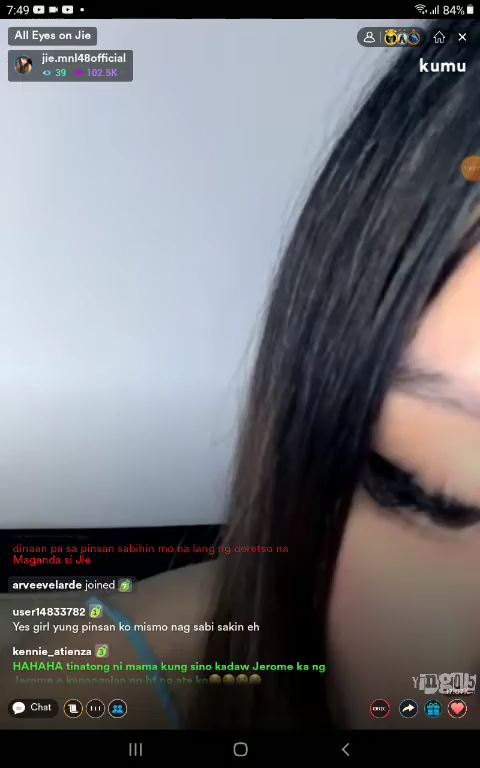 7:49
84%
All Eyes on Jie
jie.mnl48official
39 102.5K
kumu
dinaan pa sa pinsan sabihin mo na lang ng deretso na
Maganda si Jie
arveevelarde joined
user14833782
Yes girl yung pinsan ko mismo nag sabi sakin eh
kennie_atienza 3
HAHAHA tinatong ni mama kung sino kadaw Jerome ka ng
Chat